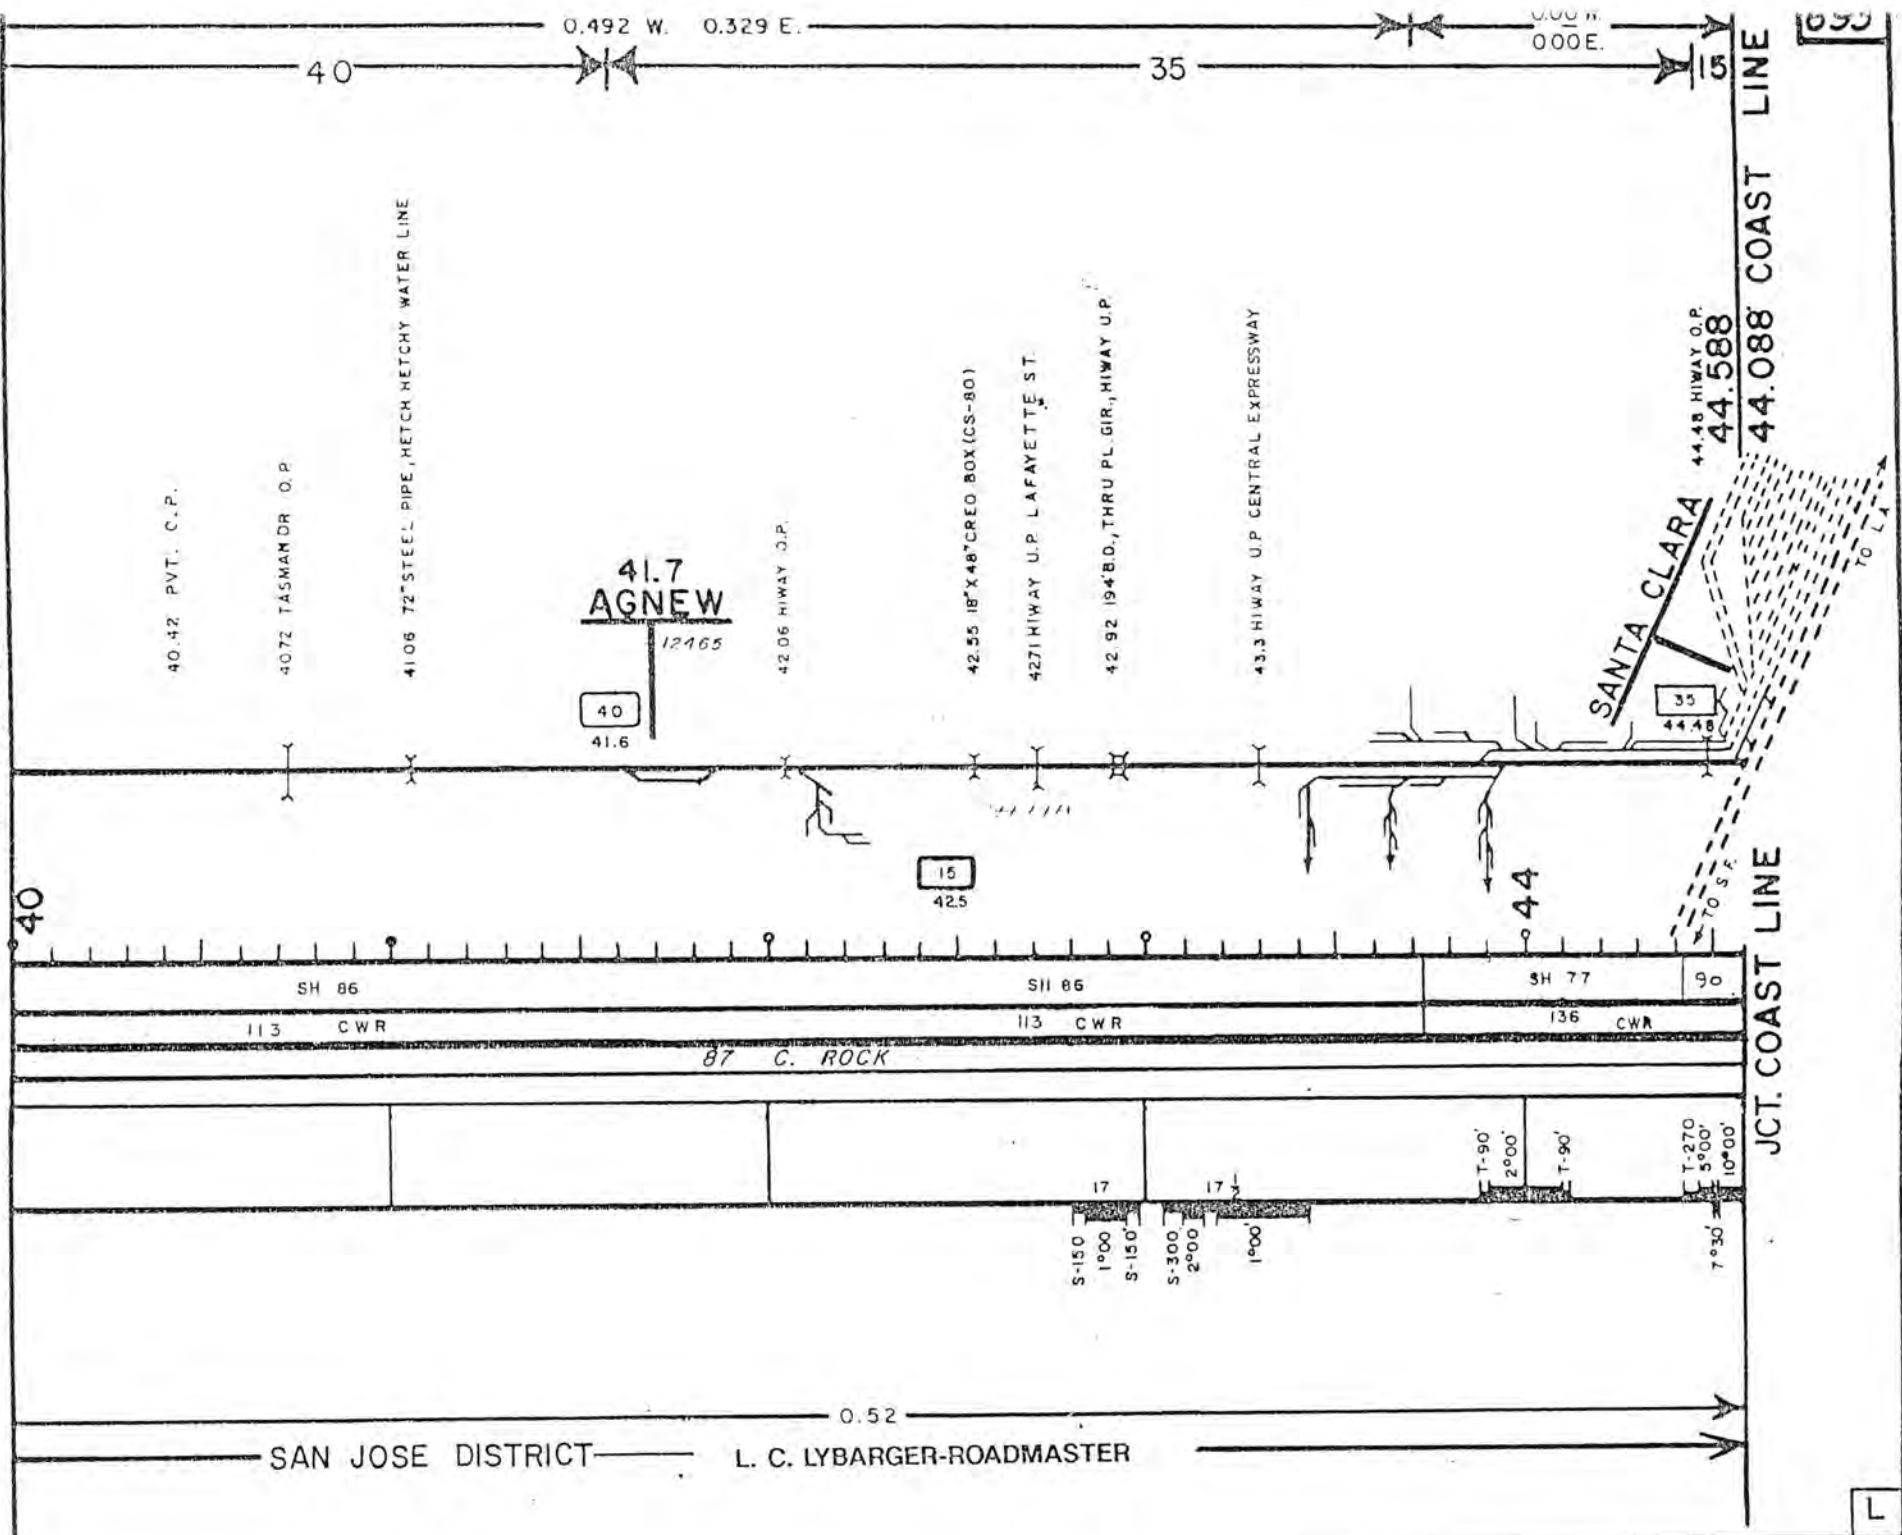 0.492 W. 0.329 E.
0.00 W.
0.00 E.
695
40
35
15
COAST LINE
40.42 PVT. C.P.
40.72 TASMAN DR O.P.
41.06 72" STEEL PIPE, HETCH HETCHY WATER LINE
41.7
AGNEW
12465
40
41.6
42.06 HIWAY O.P.
42.55 18"X48" CREO. BOX (CS-80)
42.71 HIWAY U.P. LAFAYETTE ST.
42.92 194' B.D., THRU PL. GIR., HIWAY U.P.
43.3 HIWAY U.P CENTRAL EXPRESSWAY
SANTA CLARA
44.48 HIWAY O.P.
44.588
44.088
35
44.48
TO L A
TO S F
15
42.5
40
44
JCT. COAST LINE
SH 86
SH 86
SH 77
90
113 CWR
113 CWR
136 CWR
87 C. ROCK
17
17 1/2
T-90'
2°00'
T-90'
T-270
5°00'
10°00'
S-150
1°00
S-150'
S-300
2°00'
1°00'
7°30'
0.52
SAN JOSE DISTRICT
L. C. LYBARGER-ROADMASTER
L